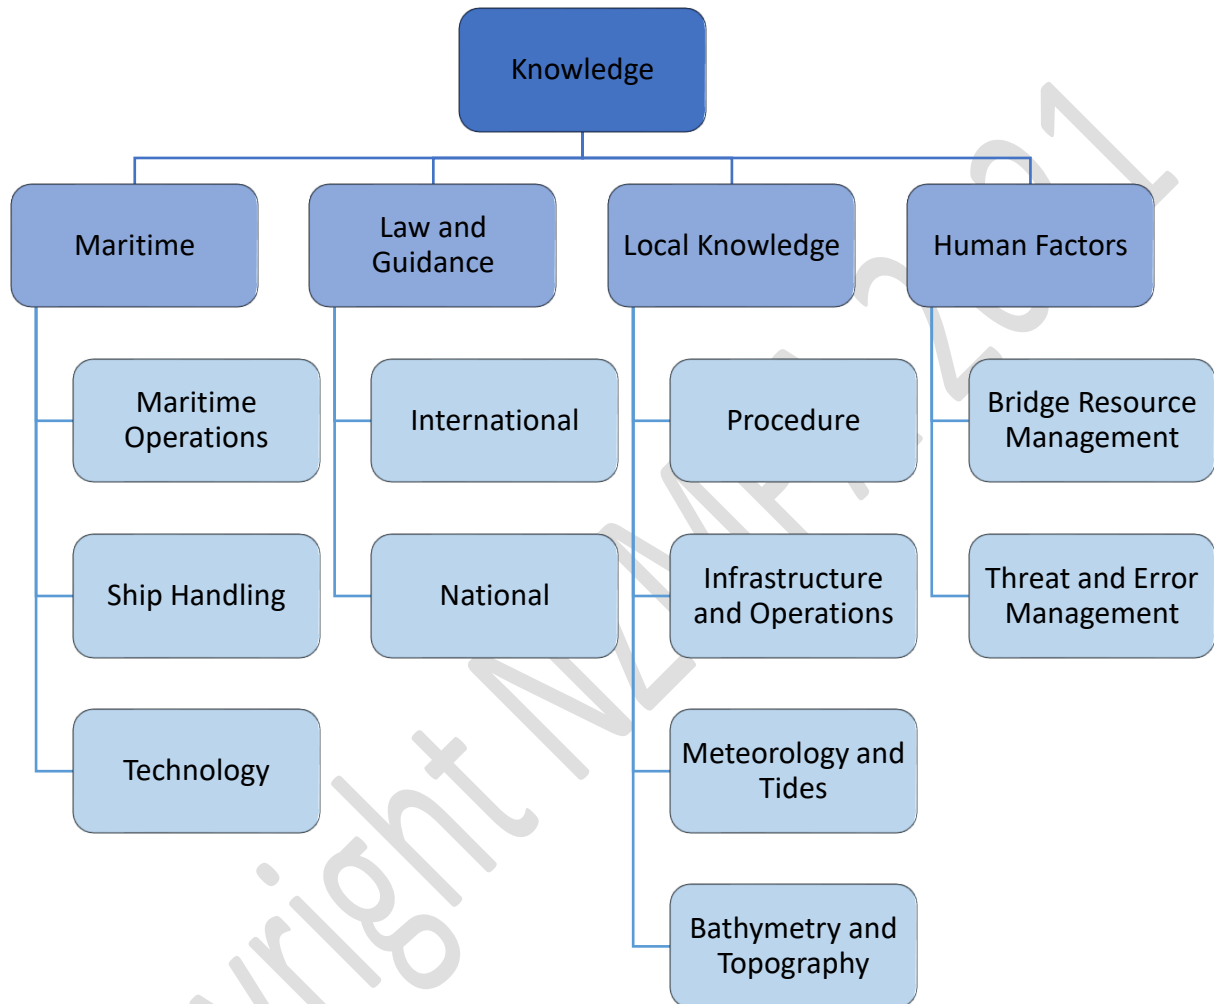 Knowledge
Maritime
Law and
Guidance
Local Knowledge
Human Factors
Maritime
Operations
International
Procedure
Bridge Resource
Management
Ship Handling
National
Infrastructure
and Operations
Threat and Error
Management
Technology
Meteorology and
Tides
Bathymetry and
Topography